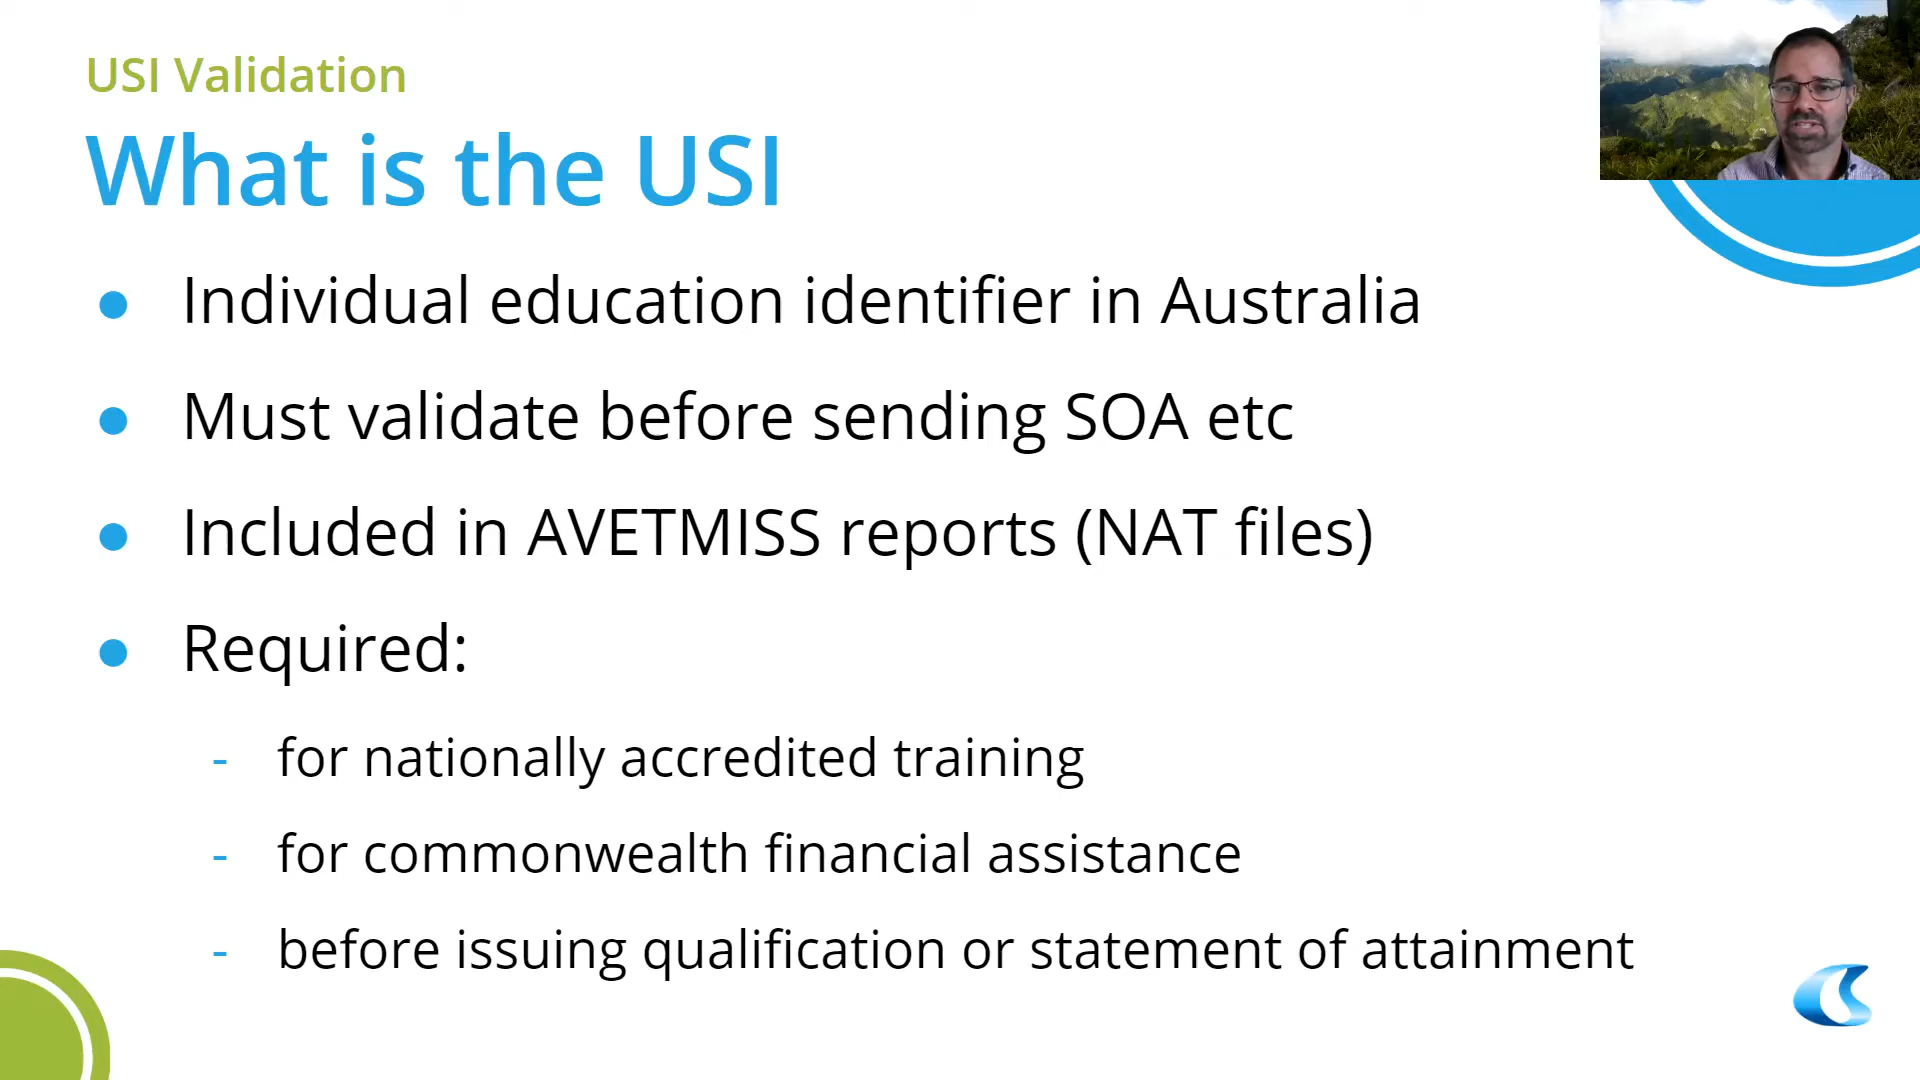 USI Validation
What is the USI
● Individual education identifier in Australia
● Must validate before sending SOA etc
● Included in AVETMISS reports (NAT files)
● Required:
- for nationally accredited training
- for commonwealth financial assistance
- before issuing qualification or statement of attainment